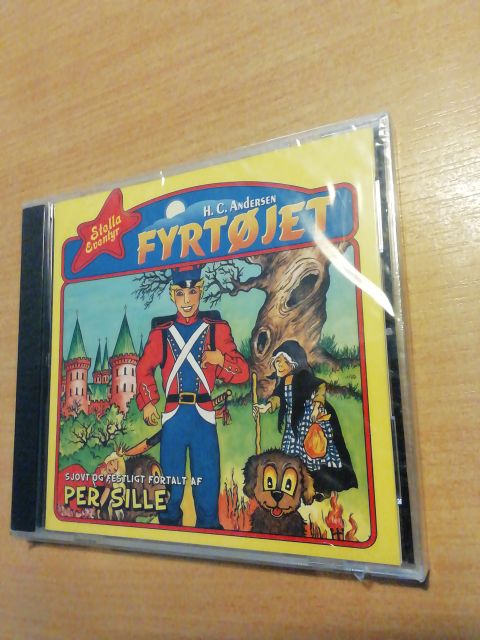 Stella
Eventyr
H. C. Andersen
FYRTØJET
SJOVT OG FESTLIGT FORTALT AF
PER/SILLE